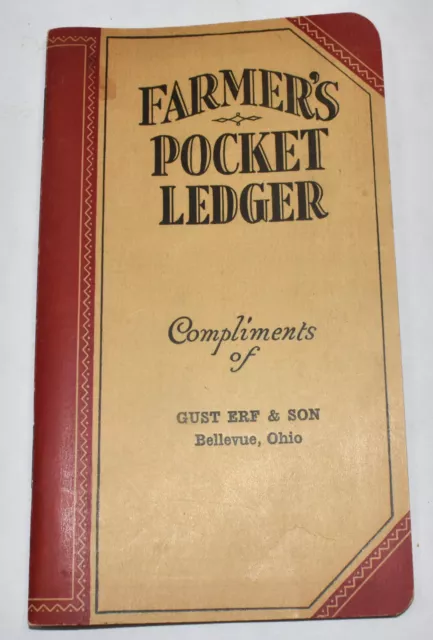 FARMER'S
POCKET
LEDGER
Compliments
of
GUST ERF & SON
Bellevue, Ohio